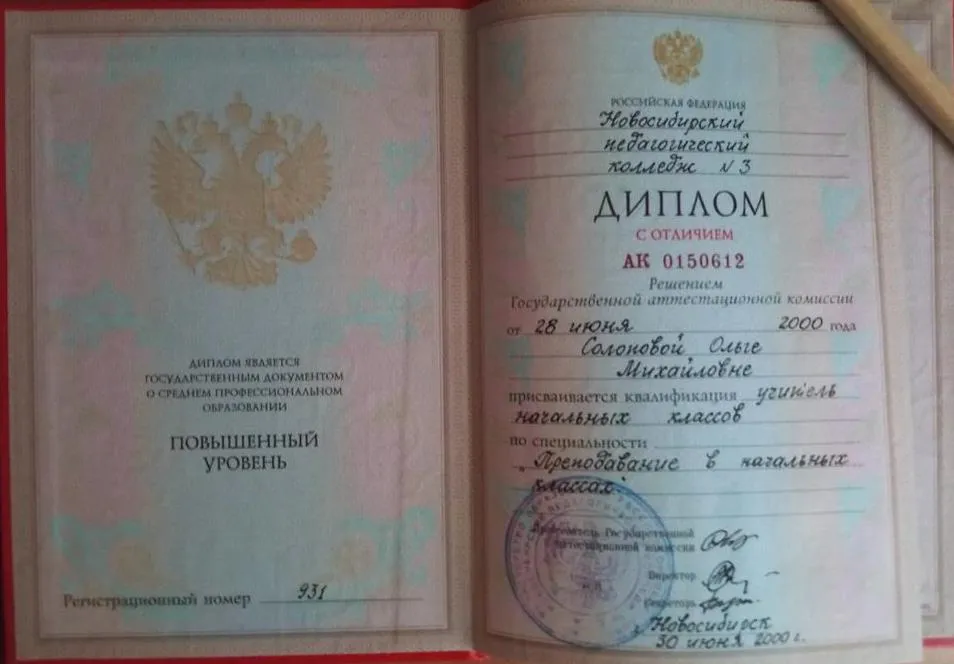 ДИПЛОМ ЯВЛЯЕТСЯ
ГОСУДАРСТВЕННЫМ ДОКУМЕНТОМ
О СРЕДНЕМ ПРОФЕССИОНАЛЬНОМ
ОБРАЗОВАНИИ
ПОВЫШЕННЫЙ
УРОВЕНЬ
Регистрационный номер 931
РОССИЙСКАЯ ФЕДЕРАЦИЯ
Новосибирский
педагогический
колледж N 3
ДИПЛОМ
С ОТЛИЧИЕМ
АК 0150612
Решением
Государственной аттестационной комиссии
от 28 июня 2000 года
Солоповой Ольге
Михайловне
присваивается квалификация учитель
начальных классов
по специальности
"Преподавание в начальных
классах"
Председатель Государственной
аттестационной комиссии
Директор
Секретарь
г. Новосибирск
30 июня 2000 г.